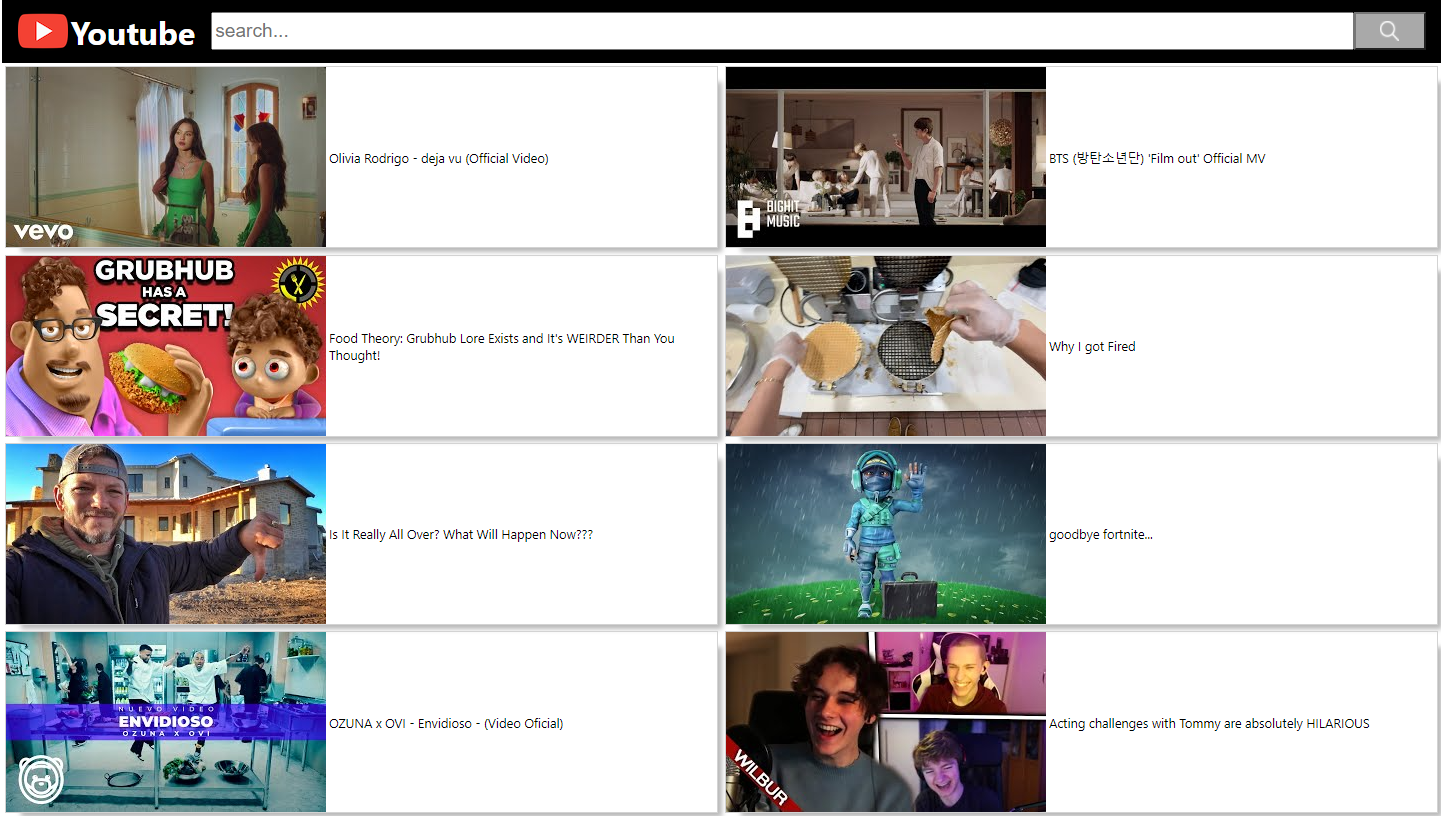 Youtube
search...
vevo
Olivia Rodrigo - deja vu (Official Video)
BIGHIT
MUSIC
BTS (방탄소년단) 'Film out' Official MV
GRUBHUB
HAS A
SECRET!
Food Theory: Grubhub Lore Exists and It's WEIRDER Than You
Thought!
Why I got Fired
Is It Really All Over? What Will Happen Now???
goodbye fortnite...
NUEVO VIDEO
ENVIDIOSO
OZUNA X OVI
OZUNA x OVI - Envidioso - (Video Oficial)
WILBUR
Acting challenges with Tommy are absolutely HILARIOUS